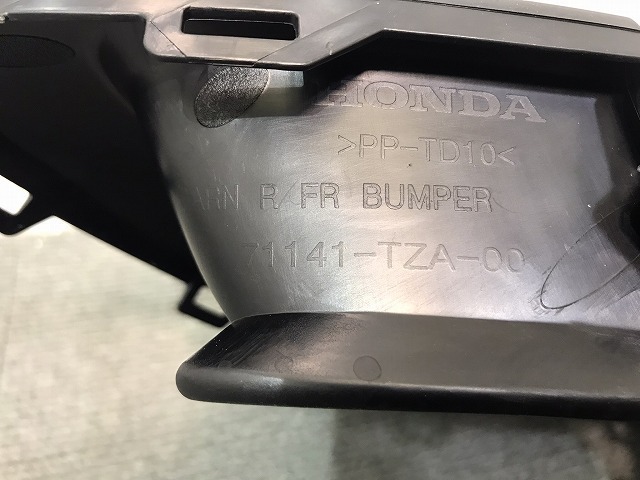 HONDA
>PP-TD10<
R/FR BUMPER
71141-TZA-00